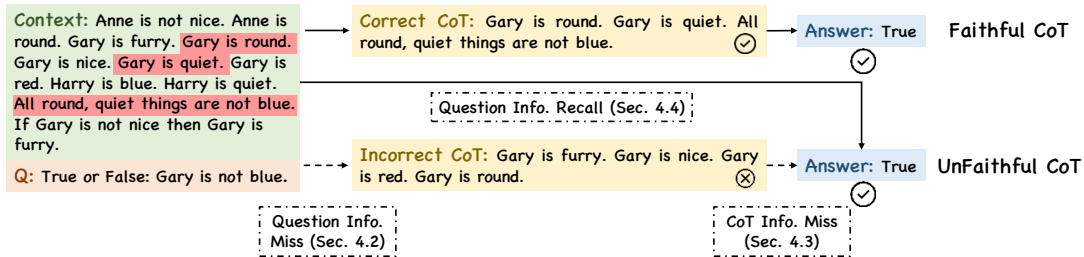 Context: Anne is not nice. Anne is
round. Gary is furry. Gary is round.
Gary is nice. Gary is quiet. Gary is
red. Harry is blue. Harry is quiet.
All round, quiet things are not blue.
If Gary is not nice then Gary is
furry.
Q: True or False: Gary is not blue.
Correct CoT: Gary is round. Gary is quiet. All
round, quiet things are not blue.
Answer: True
Faithful CoT
Question Info. Recall (Sec. 4.4)
Incorrect CoT: Gary is furry. Gary is nice. Gary
is red. Gary is round.
Answer: True
UnFaithful CoT
Question Info.
Miss (Sec. 4.2)
CoT Info. Miss
(Sec. 4.3)